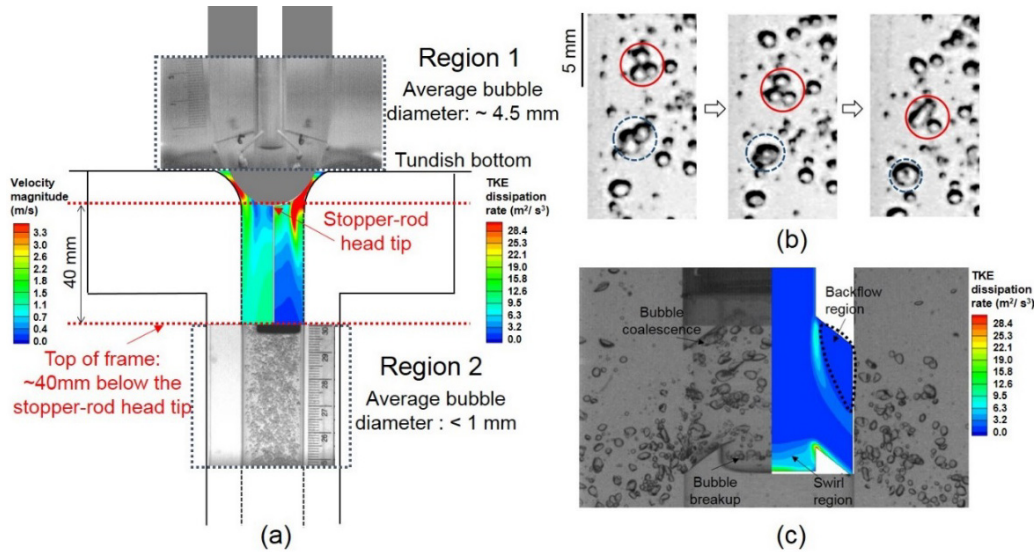 (a)
Region 1
Average bubble
diameter: ~ 4.5 mm
Tundish bottom
Velocity
magnitude
(m/s)
3.3
3.0
2.6
2.2
1.8
1.5
1.1
0.7
0.4
0.0
40 mm
TKE
dissipation
rate (m²/ s³)
28.4
25.3
22.1
19.0
15.8
12.6
9.5
6.3
3.2
0.0
Stopper-rod
head tip
Top of frame:
~40mm below the
stopper-rod head tip
Region 2
Average bubble
diameter : < 1 mm
30
29
28
27
26
(a)
5 mm
(b)
Bubble
coalescence
Backflow
region
Bubble
breakup
Swirl
region
TKE
dissipation
rate (m²/ s³)
28.4
25.3
22.1
19.0
15.8
12.6
9.5
6.3
3.2
0.0
(c)